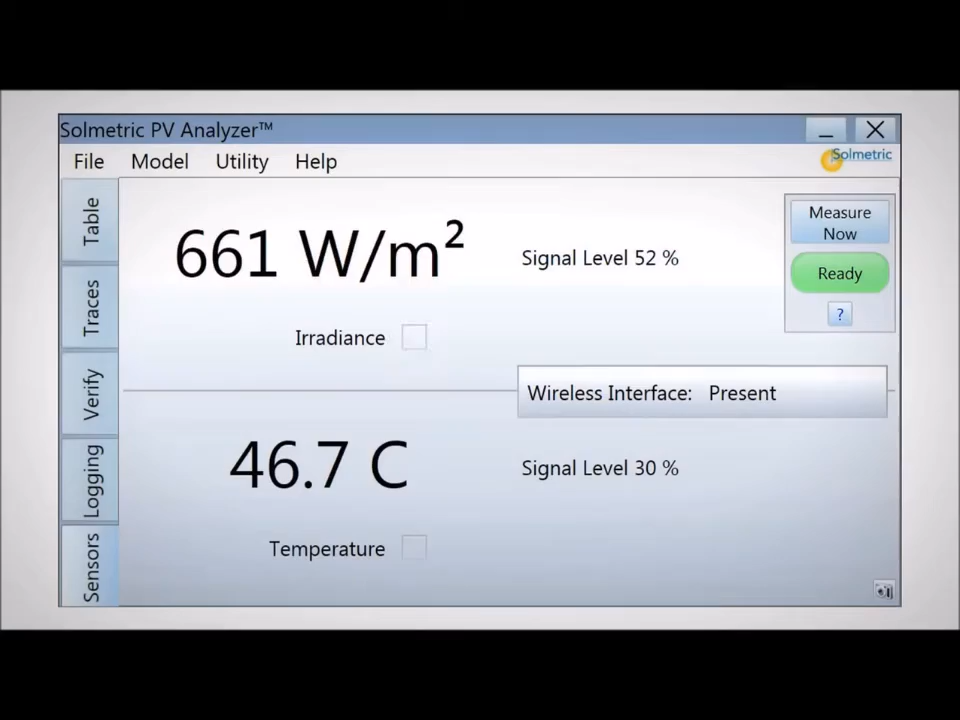 Solmetric PV Analyzer™
File Model Utility Help
Solmetric
Table
Traces
Verify
Logging
Sensors
661 W/m²
Signal Level 52 %
Irradiance
Measure
Now
Ready
?
Wireless Interface: Present
46.7 C
Signal Level 30 %
Temperature